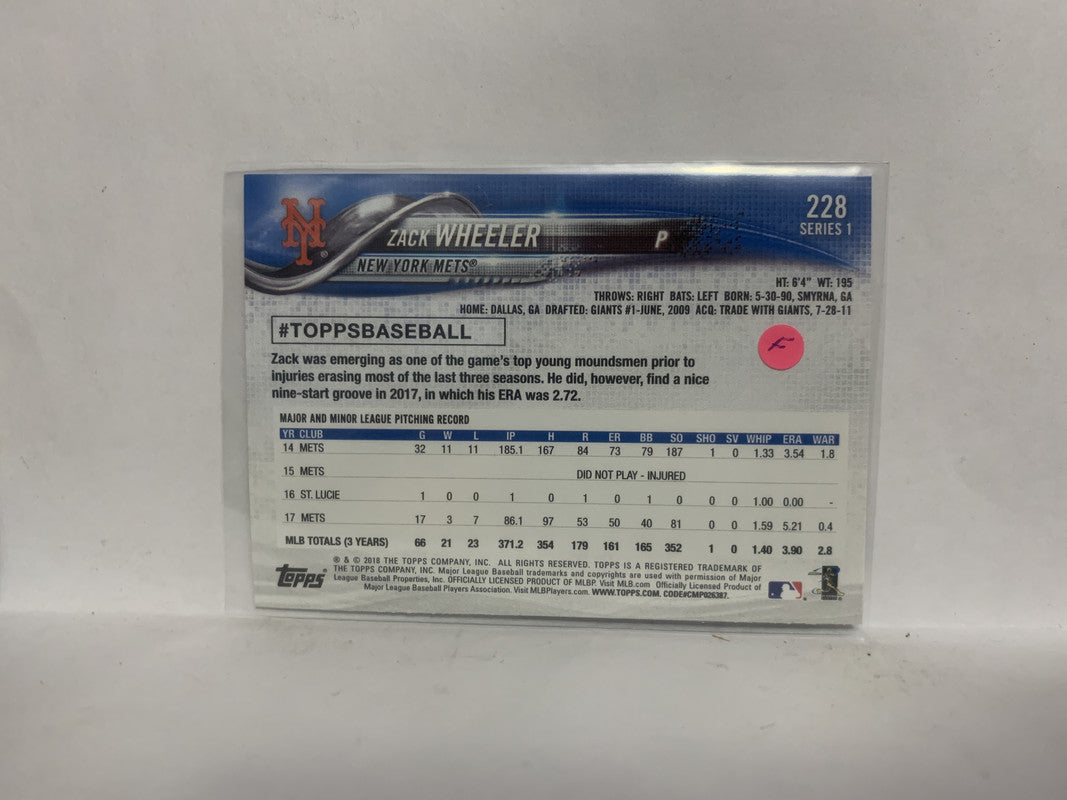 NY
228
SERIES 1
ZACK WHEELER P
NEW YORK METS®
HT: 6'4" WT: 195
THROWS: RIGHT BATS: LEFT BORN: 5-30-90, SMYRNA, GA
HOME: DALLAS, GA DRAFTED: GIANTS #1-JUNE, 2009 ACQ: TRADE WITH GIANTS, 7-28-11
#TOPPSBASEBALL
F
Zack was emerging as one of the game's top young moundsmen prior to
injuries erasing most of the last three seasons. He did, however, find a nice
nine-start groove in 2017, in which his ERA was 2.72.
MAJOR AND MINOR LEAGUE PITCHING RECORD
YR CLUB G W L IP H R ER BB SO SHO SV WHIP ERA WAR
14 METS 32 11 11 185.1 167 84 73 79 187 1 0 1.33 3.54 1.8
15 METS DID NOT PLAY - INJURED
16 ST. LUCIE 1 0 0 1 0 1 0 1 0 0 0 1.00 0.00 -
17 METS 17 3 7 86.1 97 53 50 40 81 0 0 1.59 5.21 0.4
MLB TOTALS (3 YEARS) 66 21 23 371.2 354 179 161 165 352 1 0 1.40 3.90 2.8
Topps
® & © 2018 THE TOPPS COMPANY, INC. ALL RIGHTS RESERVED. TOPPS IS A REGISTERED TRADEMARK OF
THE TOPPS COMPANY, INC. Major League Baseball trademarks and copyrights are used with permission of Major
League Baseball Properties, Inc. OFFICIALLY LICENSED PRODUCT OF MLBP. Visit MLB.com Officially Licensed Product of
Major League Baseball Players Association. Visit MLBPlayers.com. WWW.TOPPS.COM. CODE#CMP026387.